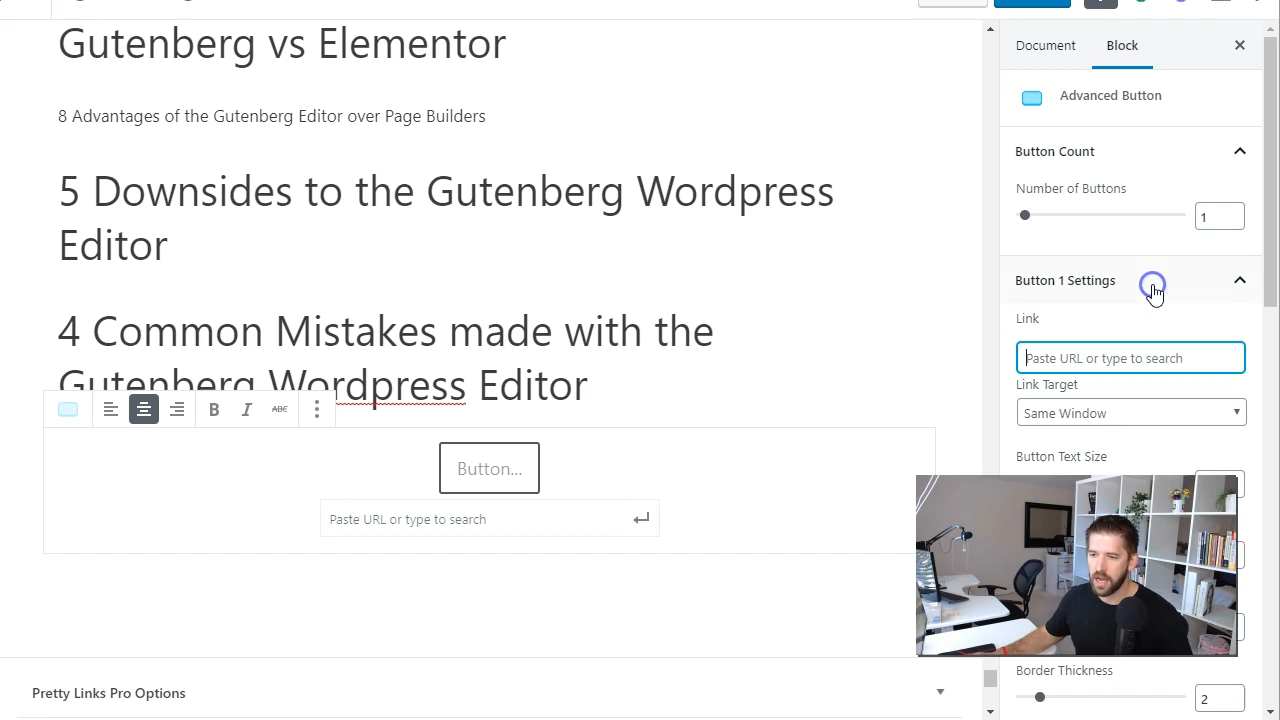 Gutenberg vs Elementor
8 Advantages of the Gutenberg Editor over Page Builders
5 Downsides to the Gutenberg Wordpress
Editor
4 Common Mistakes made with the
Gutenberg Wordpress Editor
B I ABC
Button...
Paste URL or type to search
Pretty Links Pro Options
Document Block
Advanced Button
Button Count
Number of Buttons
1
Button 1 Settings
Link
Paste URL or type to search
Link Target
Same Window
Button Text Size
Border Thickness
2